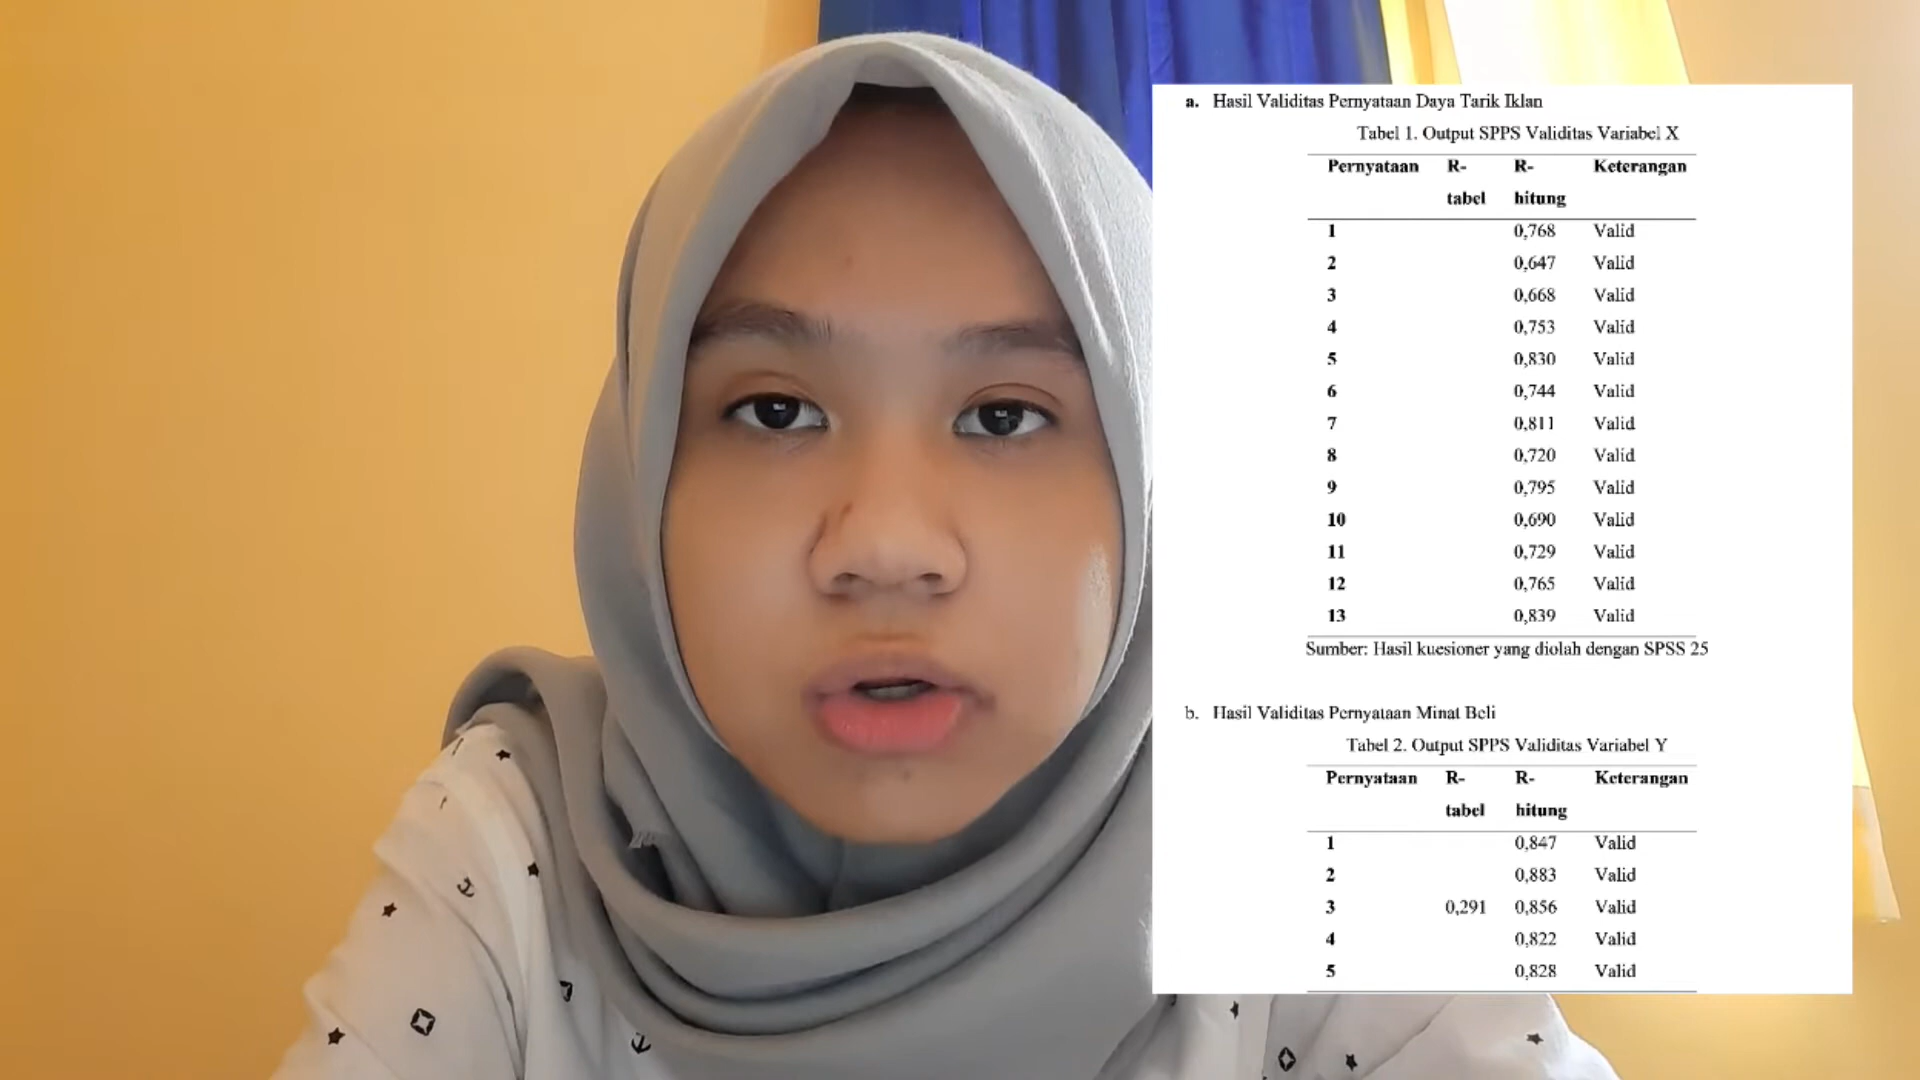 a. Hasil Validitas Pernyataan Daya Tarik Iklan
Tabel 1. Output SPPS Validitas Variabel X
Pernyataan R- R- Keterangan
tabel hitung
1 0,768 Valid
2 0,647 Valid
3 0,668 Valid
4 0,753 Valid
5 0,830 Valid
6 0,744 Valid
7 0,811 Valid
8 0,720 Valid
9 0,795 Valid
10 0,690 Valid
11 0,729 Valid
12 0,765 Valid
13 0,839 Valid
Sumber: Hasil kuesioner yang diolah dengan SPSS 25
b. Hasil Validitas Pernyataan Minat Beli
Tabel 2. Output SPPS Validitas Variabel Y
Pernyataan R- R- Keterangan
tabel hitung
1 0,847 Valid
2 0,883 Valid
3 0,291 0,856 Valid
4 0,822 Valid
5 0,828 Valid